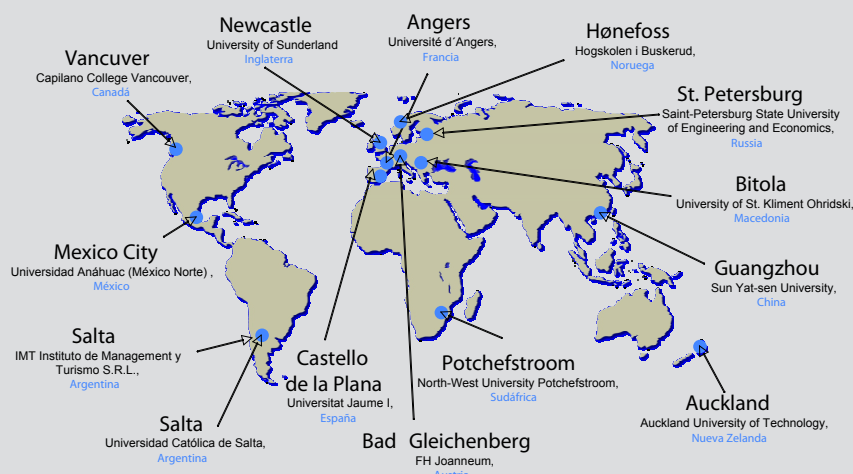 Newcastle
University of Sunderland
Inglaterra
Angers
Université d´Angers,
Francia
Hønefoss
Hogskolen i Buskerud,
Noruega
Vancuver
Capilano College Vancouver,
Canadá
St. Petersburg
Saint-Petersburg State University
of Engineering and Economics,
Russia
Bitola
University of St. Kliment Ohridski,
Macedonia
Mexico City
Universidad Anáhuac (México Norte) ,
México
Guangzhou
Sun Yat-sen University,
China
Salta
IMT Instituto de Management y
Turismo S.R.L.,
Argentina
Castello
de la Plana
Universitat Jaume I,
España
Potchefstroom
North-West University Potchefstroom,
Sudáfrica
Auckland
Auckland University of Technology,
Nueva Zelanda
Salta
Universidad Católica de Salta,
Argentina
Bad Gleichenberg
FH Joanneum,
Austria